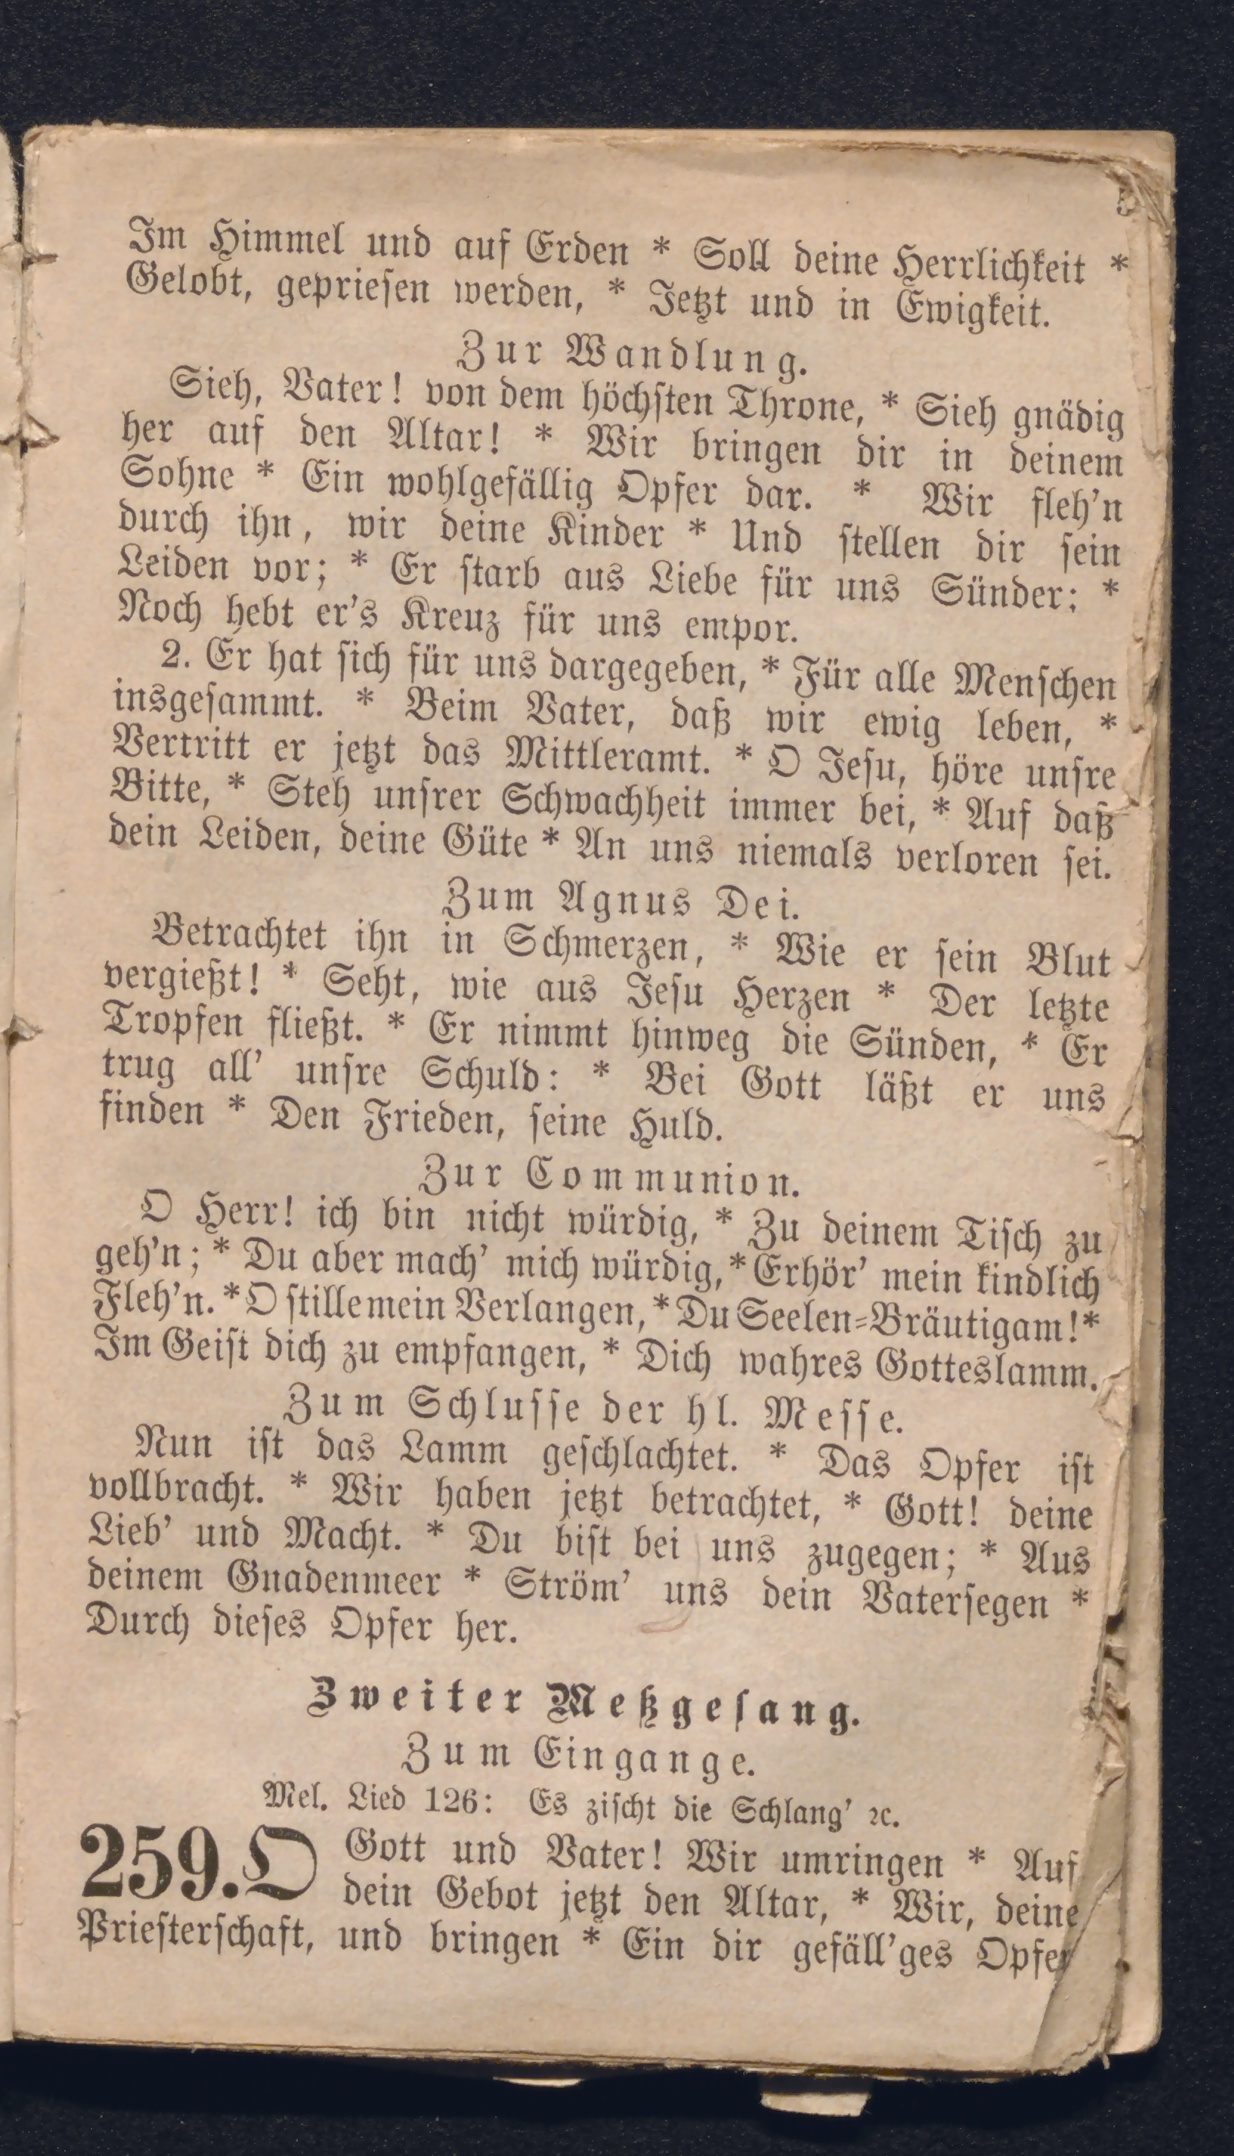 Im Himmel und auf Erden * Soll deine Herrlichkeit *
Gelobt, gepriesen werden, * Jetzt und in Ewigkeit.
Zur Wandlung.
Sieh, Vater! von dem höchsten Throne, * Sieh gnädig
her auf den Altar! * Wir bringen dir in deinem
Sohne * Ein wohlgefällig Opfer dar. * Wir fleh'n
durch ihn, wir deine Kinder * Und stellen dir sein
Leiden vor; * Er starb aus Liebe für uns Sünder; *
Noch hebt er's Kreuz für uns empor.
2. Er hat sich für uns dargegeben, * Für alle Menschen
insgesammt. * Beim Vater, daß wir ewig leben, *
Vertritt er jetzt das Mittleramt. * O Jesu, höre unsre
Bitte, * Steh unsrer Schwachheit immer bei, * Auf daß
dein Leiden, deine Güte * An uns niemals verloren sei.
Zum Agnus Dei.
Betrachtet ihn in Schmerzen, * Wie er sein Blut
vergießt! * Seht, wie aus Jesu Herzen * Der letzte
Tropfen fließt. * Er nimmt hinweg die Sünden, * Er
trug all' unsre Schuld: * Bei Gott läßt er uns
finden * Den Frieden, seine Huld.
Zur Communion.
O Herr! ich bin nicht würdig, * Zu deinem Tisch zu
geh'n; * Du aber mach' mich würdig, * Erhör' mein kindlich
Fleh'n. * O stille mein Verlangen, * Du Seelen-Bräutigam! *
Im Geist dich zu empfangen, * Dich wahres Gotteslamm.
Zum Schlusse der hl. Messe.
Nun ist das Lamm geschlachtet. * Das Opfer ist
vollbracht. * Wir haben jetzt betrachtet, * Gott! deine
Lieb' und Macht. * Du bist bei uns zugegen; * Aus
deinem Gnadenmeer * Ström' uns dein Vatersegen *
Durch dieses Opfer her.
Zweiter Meßgesang.
Zum Eingange.
Mel. Lied 126: Es zischt die Schlang' ꝛc.
259. O Gott und Vater! Wir umringen * Auf
dein Gebot jetzt den Altar, * Wir, deine
Priesterschaft, und bringen * Ein dir gefäll'ges Opfer